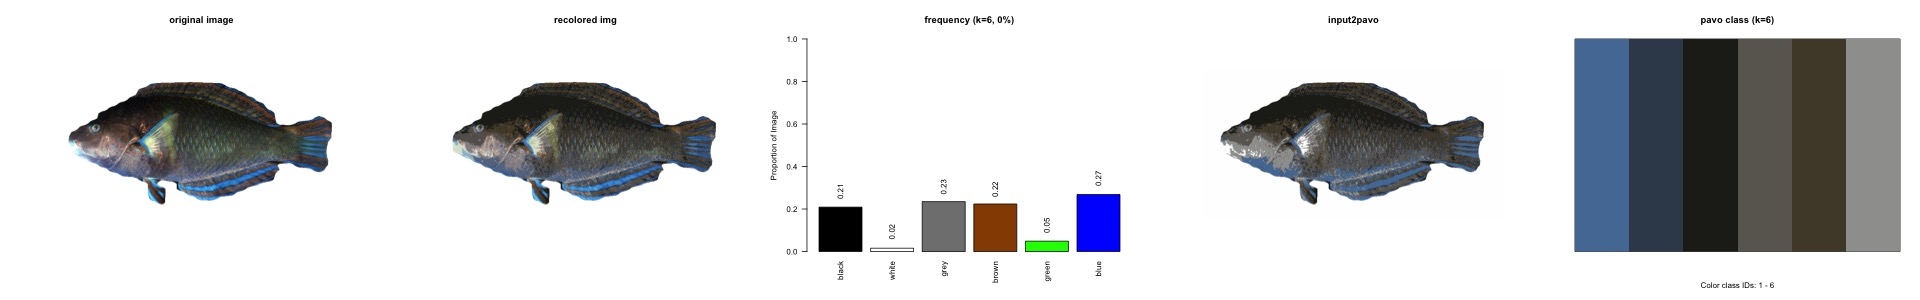 original image
recolored img
frequency (k=6, 0%)
input2pavo
pavo class (k=6)
Proportion of Image
1.0
0.8
0.6
0.4
0.2
0.0
0.21
0.02
0.23
0.22
0.05
0.27
black
white
grey
brown
green
blue
Color class IDs: 1 - 6